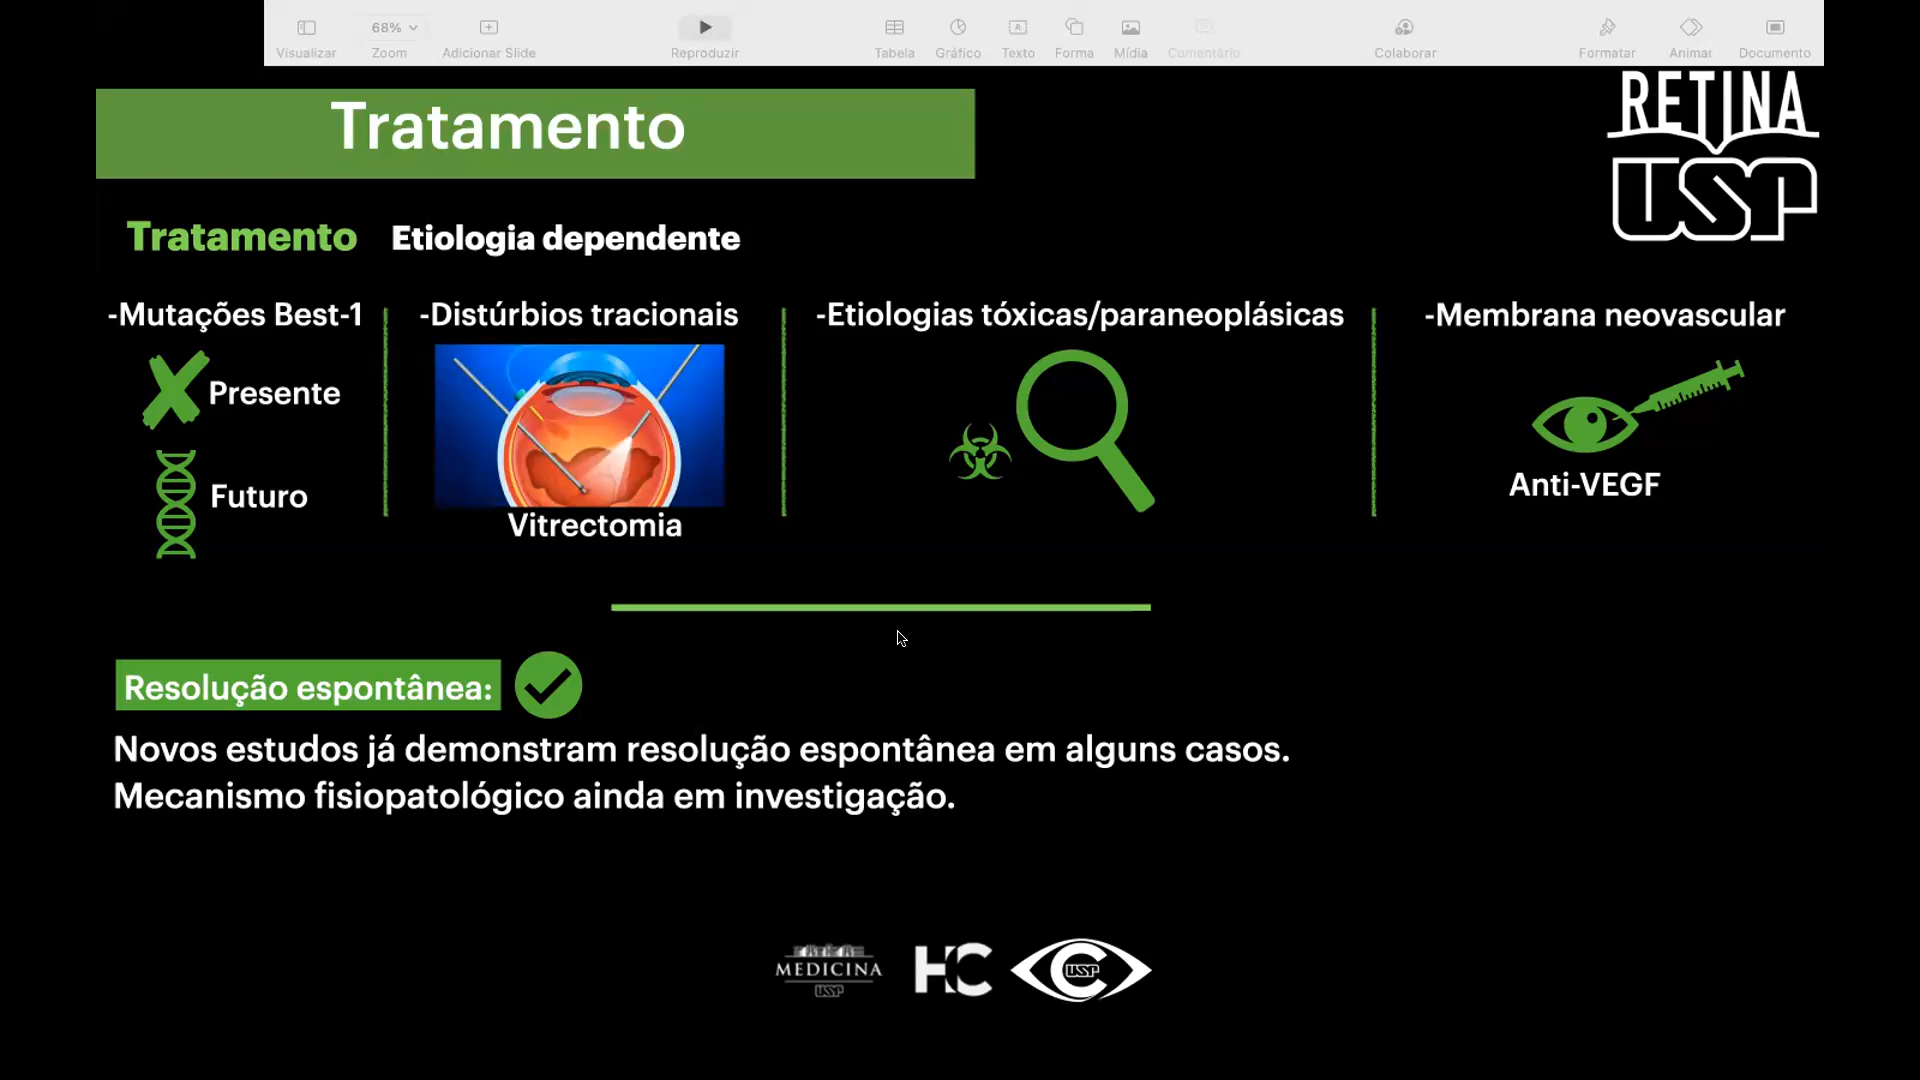 Visualizar
68%
Zoom
Adicionar Slide
Reproduzir
Tabela
Gráfico
Texto
Forma
Mídia
Comentário
Colaborar
Formatar
Animar
Documento
Tratamento
RETINA
USP
Tratamento Etiologia dependente
-Mutações Best-1
Presente
Futuro
-Distúrbios tracionais
Vitrectomia
-Etiologias tóxicas/paraneoplásicas
-Membrana neovascular
Anti-VEGF
Resolução espontânea:
Novos estudos já demonstram resolução espontânea em alguns casos.
Mecanismo fisiopatológico ainda em investigação.
MEDICINA
USP
HC
C
USP